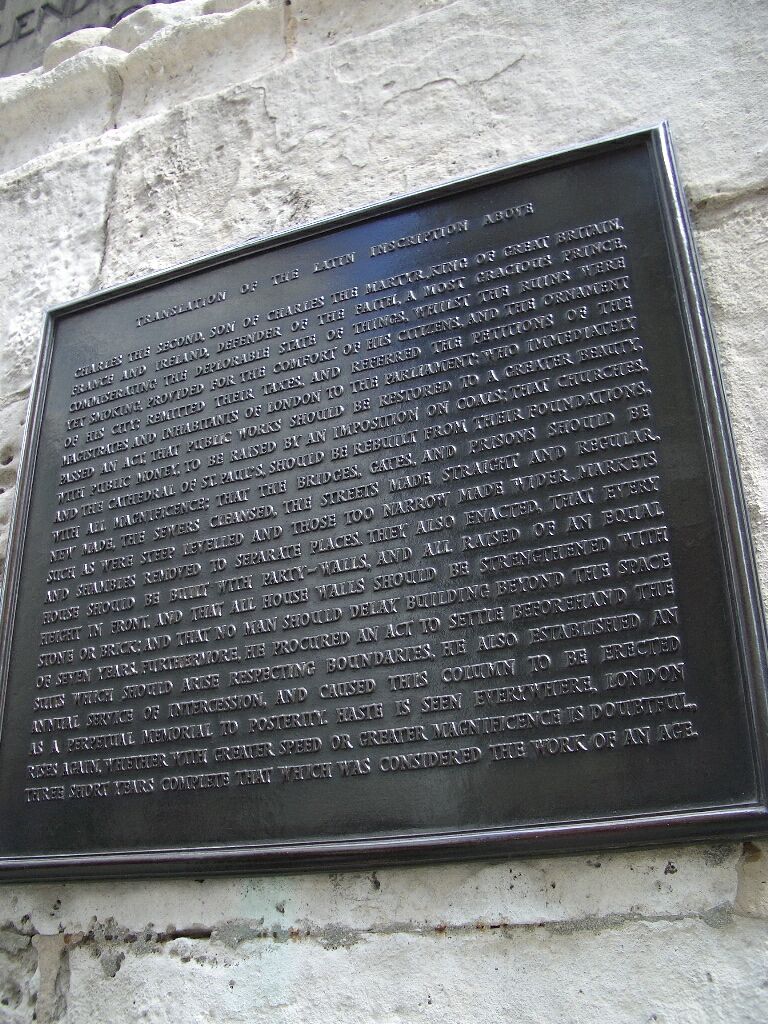 LEND
TRANSLATION OF THE LATIN INSCRIPTION ABOVE
CHARLES THE SECOND, SON OF CHARLES THE MARTYR, KING OF GREAT BRITAIN,
FRANCE AND IRELAND, DEFENDER OF THE FAITH, A MOST GRACIOUS PRINCE,
COMMISERATING THE DEPLORABLE STATE OF THINGS, WHILST THE RUINS WERE
YET SMOKING, PROVIDED FOR THE COMFORT OF HIS CITIZENS, AND THE ORNAMENT
OF HIS CITY; REMITTED THEIR TAXES, AND REFERRED THE PETITIONS OF THE
MAGISTRATES AND INHABITANTS OF LONDON TO THE PARLIAMENT; WHO IMMEDIATELY
PASSED AN ACT, THAT PUBLIC WORKS SHOULD BE RESTORED TO A GREATER BEAUTY,
WITH PUBLIC MONEY, TO BE RAISED BY AN IMPOSITION ON COALS; THAT CHURCHES,
AND THE CATHEDRAL OF ST. PAUL'S, SHOULD BE REBUILT FROM THEIR FOUNDATIONS,
WITH ALL MAGNIFICENCE; THAT THE BRIDGES, GATES, AND PRISONS SHOULD BE
NEW MADE, THE SEWERS CLEANSED, THE STREETS MADE STRAIGHT AND REGULAR,
SUCH AS WERE STEEP LEVELLED AND THOSE TOO NARROW MADE WIDER, MARKETS
AND SHAMBLES REMOVED TO SEPARATE PLACES. THEY ALSO ENACTED, THAT EVERY
HOUSE SHOULD BE BUILT WITH PARTY-WALLS, AND ALL RAISED OF AN EQUAL
HEIGHT IN FRONT, AND THAT ALL HOUSE WALLS SHOULD BE STRENGTHENED WITH
STONE OR BRICK; AND THAT NO MAN SHOULD DELAY BUILDING BEYOND THE SPACE
OF SEVEN YEARS. FURTHERMORE, HE PROCURED AN ACT TO SETTLE BEFOREHAND THE
SUITS WHICH SHOULD ARISE RESPECTING BOUNDARIES, HE ALSO ESTABLISHED AN
ANNUAL SERVICE OF INTERCESSION, AND CAUSED THIS COLUMN TO BE ERECTED
AS A PERPETUAL MEMORIAL TO POSTERITY. HASTE IS SEEN EVERYWHERE, LONDON
RISES AGAIN, WHETHER WITH GREATER SPEED OR GREATER MAGNIFICENCE IS DOUBTFUL,
THREE SHORT YEARS COMPLETE THAT WHICH WAS CONSIDERED THE WORK OF AN AGE.